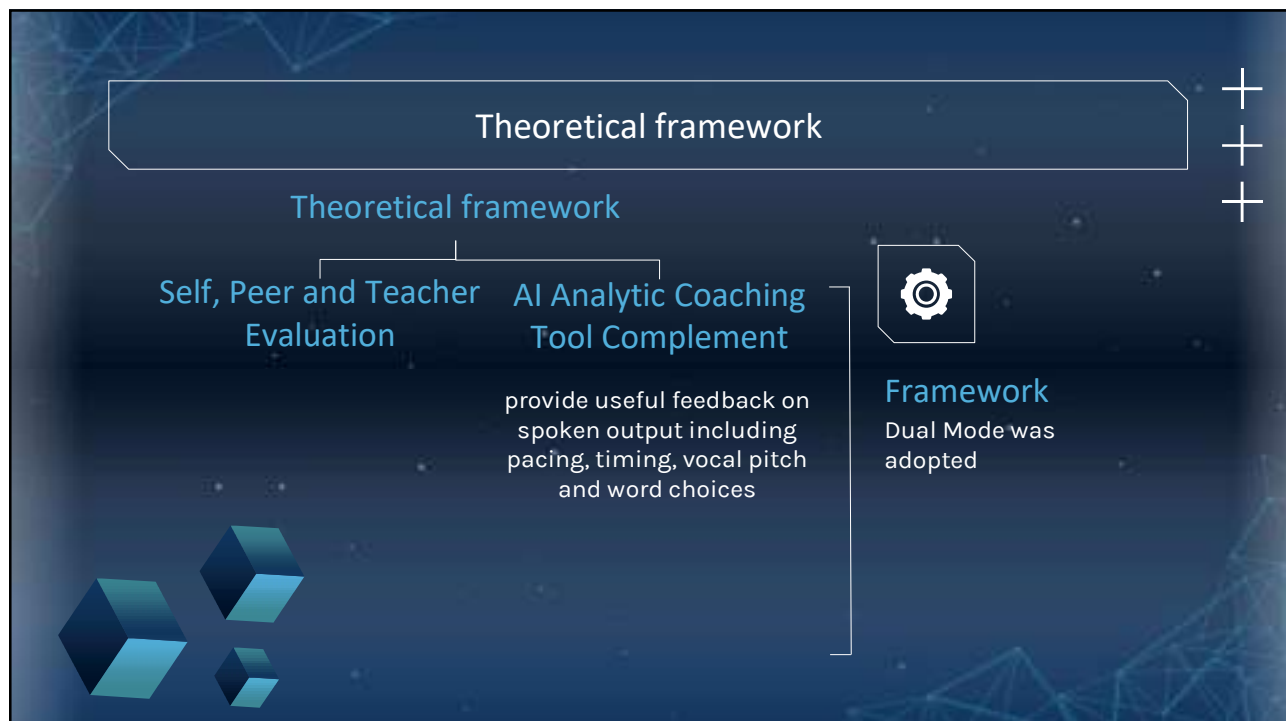 Theoretical framework
Theoretical framework
Self, Peer and Teacher
Evaluation
AI Analytic Coaching
Tool Complement
provide useful feedback on
spoken output including
pacing, timing, vocal pitch
and word choices
Framework
Dual Mode was
adopted